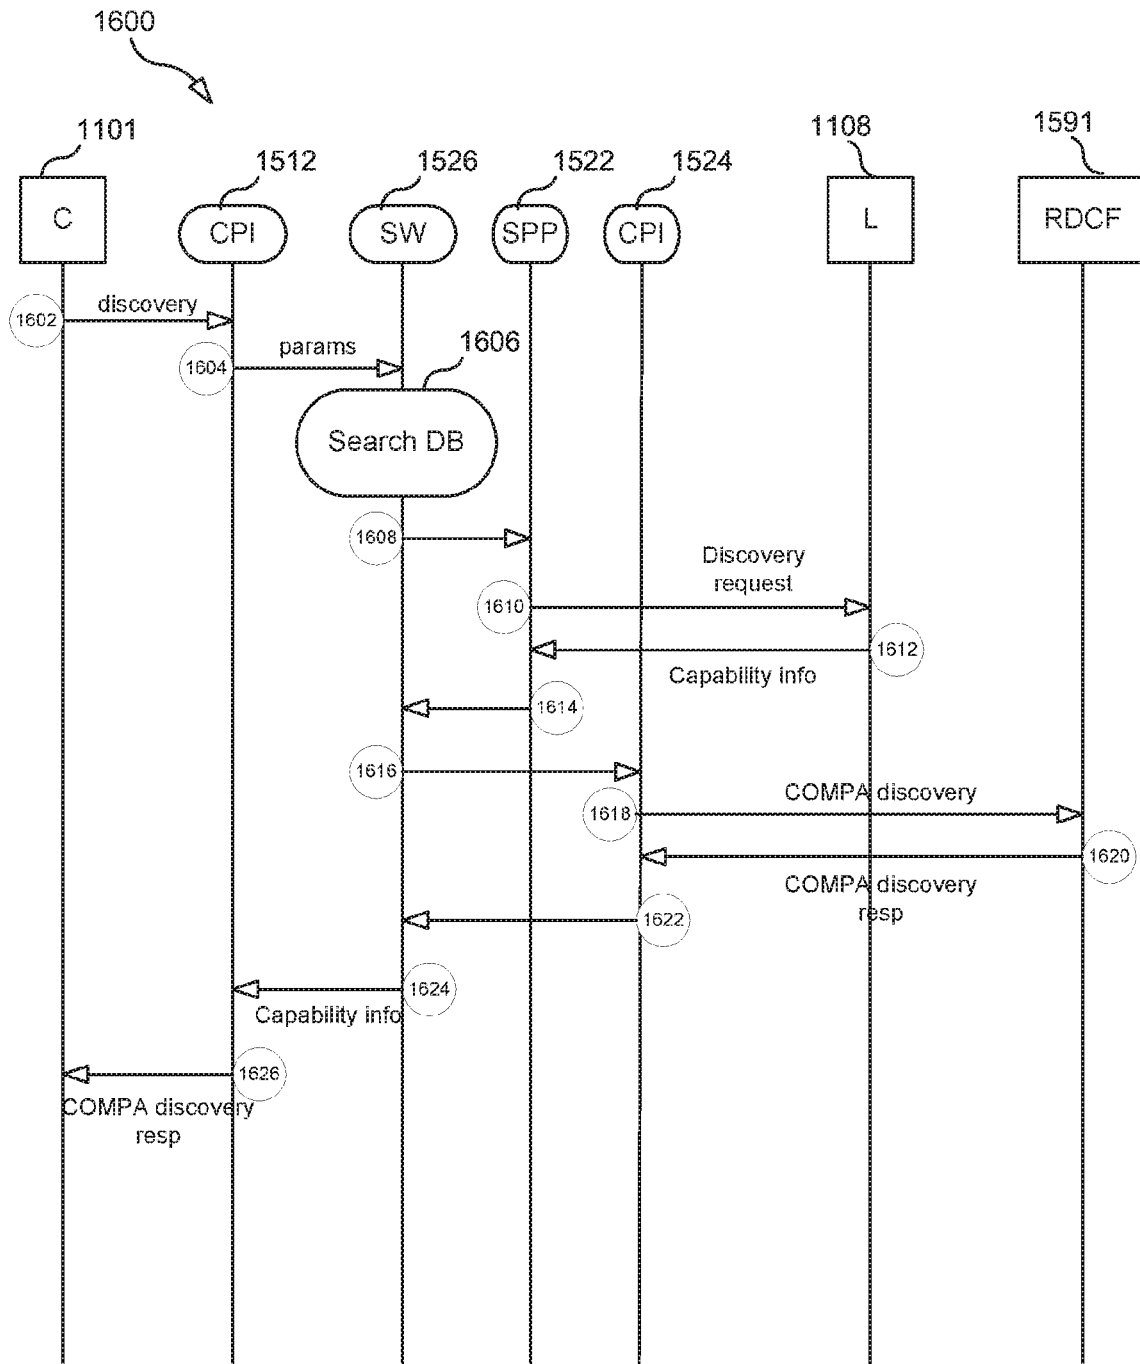 1600
1101
1512
1526
1522
1524
1108
1591
C
CPI
SW
SPP
CPI
L
RDCF
1602
discovery
1604
params
1606
Search DB
1608
Discovery
request
1610
1612
Capability info
1614
1616
COMPA discovery
1618
1620
COMPA discovery
resp
1622
1624
Capability info
1626
COMPA discovery
resp